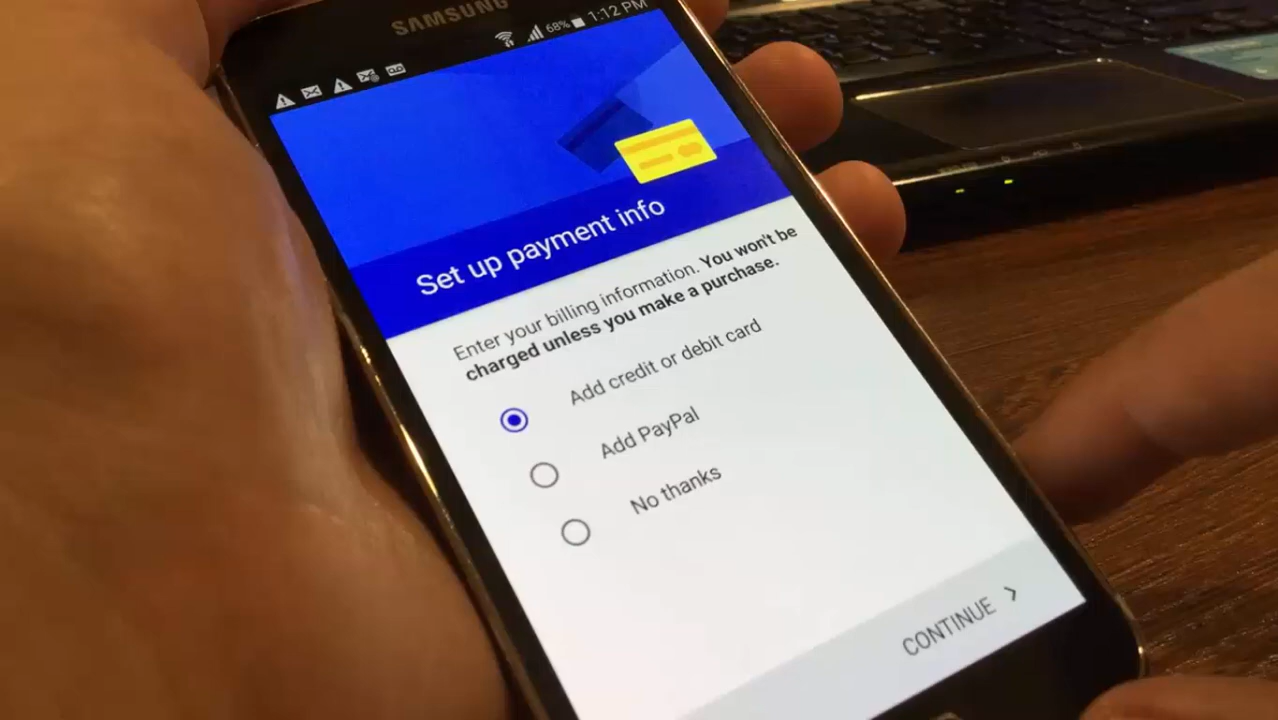 SAMSUNG
68% 1:12 PM
Set up payment info
Enter your billing information. You won't be
charged unless you make a purchase.
Add credit or debit card
Add PayPal
No thanks
CONTINUE